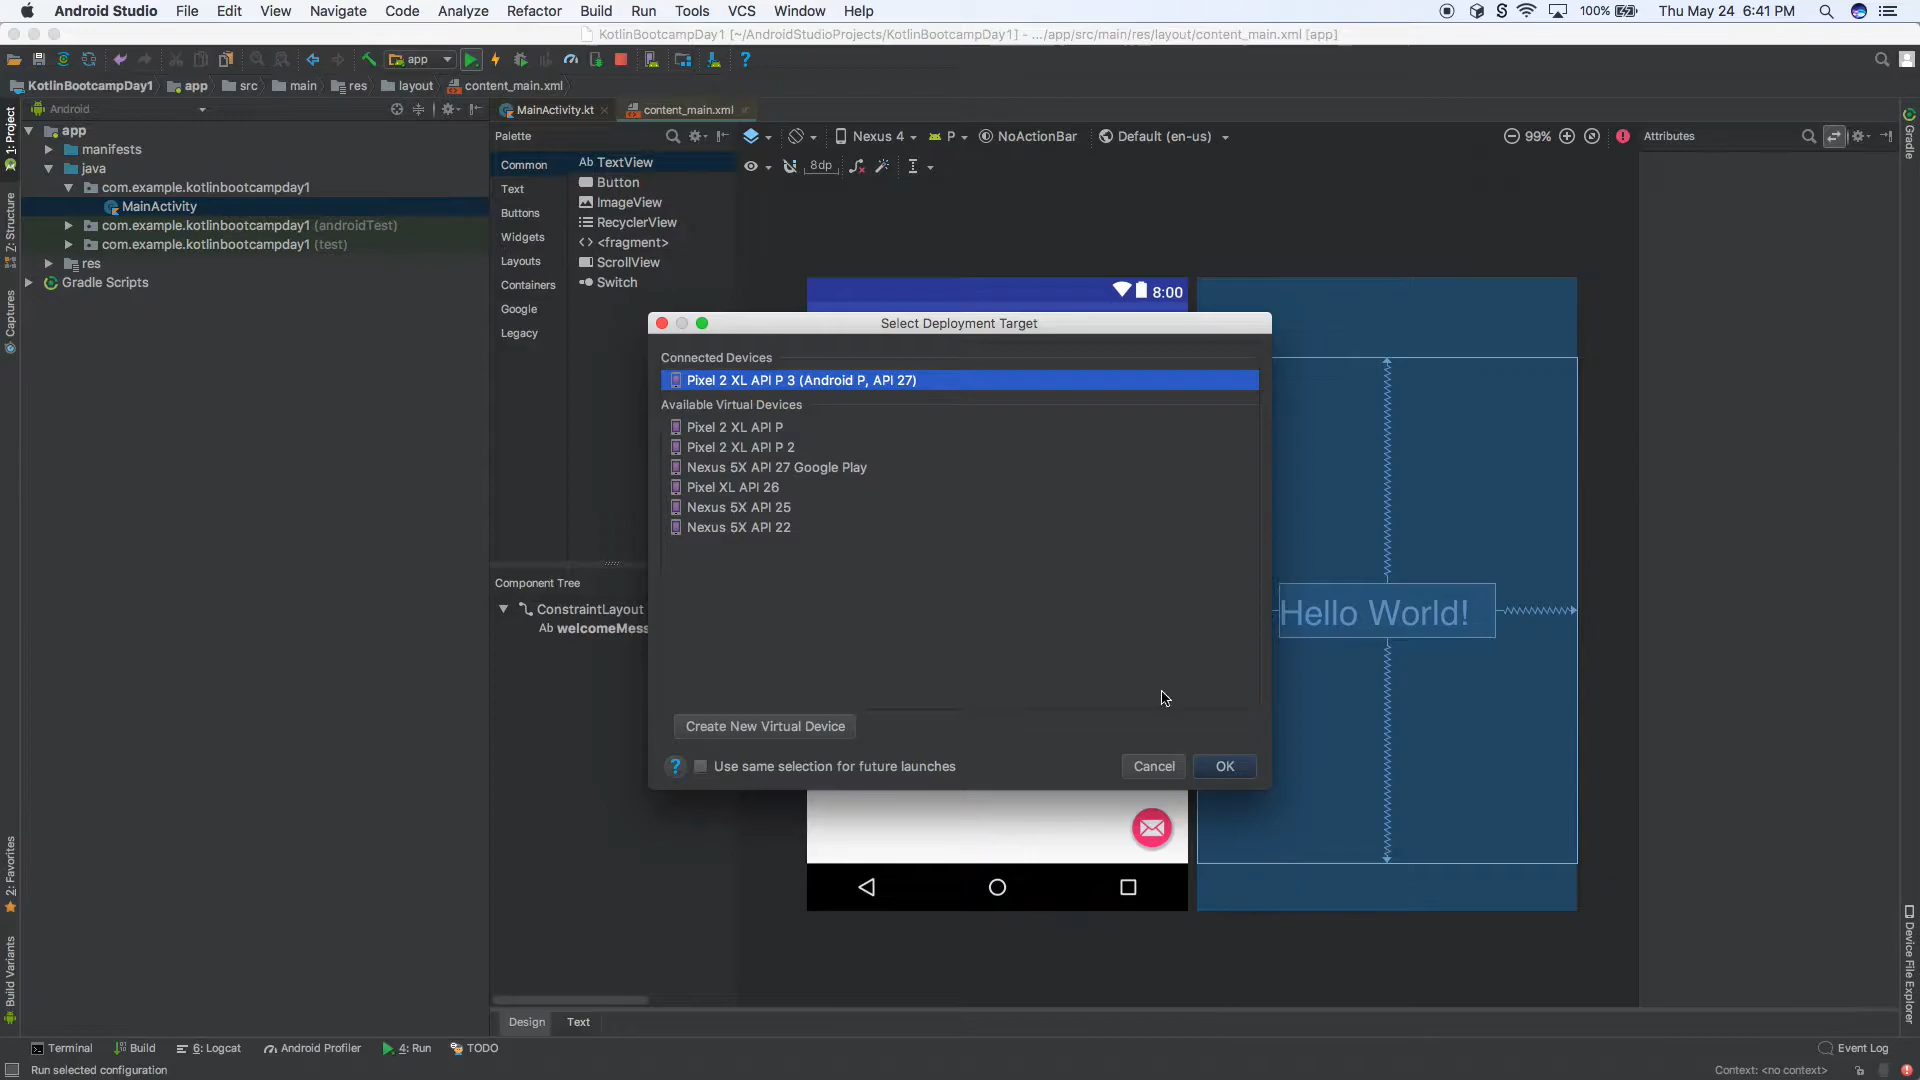 Android Studio File Edit View Navigate Code Analyze Refactor Build Run Tools VCS Window Help 100% Thu May 24 6:41 PM
KotlinBootcampDay1 [~/AndroidStudioProjects/KotlinBootcampDay1] - .../app/src/main/res/layout/content_main.xml [app]
app
KotlinBootcampDay1 app src main res layout content_main.xml
1: Project
Z: Structure
Captures
2: Favorites
Build Variants
Android
app
manifests
java
com.example.kotlinbootcampday1
MainActivity
com.example.kotlinbootcampday1 (androidTest)
com.example.kotlinbootcampday1 (test)
res
Gradle Scripts
MainActivity.kt content_main.xml
Palette
Common
Text
Buttons
Widgets
Layouts
Containers
Google
Legacy
Ab TextView
Button
ImageView
RecyclerView
<fragment>
ScrollView
Switch
Nexus 4 P NoActionBar Default (en-us) 99%
8dp
Attributes
Gradle
Device File Explorer
8:00
Select Deployment Target
Connected Devices
Pixel 2 XL API P 3 (Android P, API 27)
Available Virtual Devices
Pixel 2 XL API P
Pixel 2 XL API P 2
Nexus 5X API 27 Google Play
Pixel XL API 26
Nexus 5X API 25
Nexus 5X API 22
Create New Virtual Device
? Use same selection for future launches Cancel OK
Component Tree
ConstraintLayout
Ab welcomeMess
Hello World!
Design Text
Terminal Build 6: Logcat Android Profiler 4: Run TODO Event Log
Run selected configuration Context: <no context>